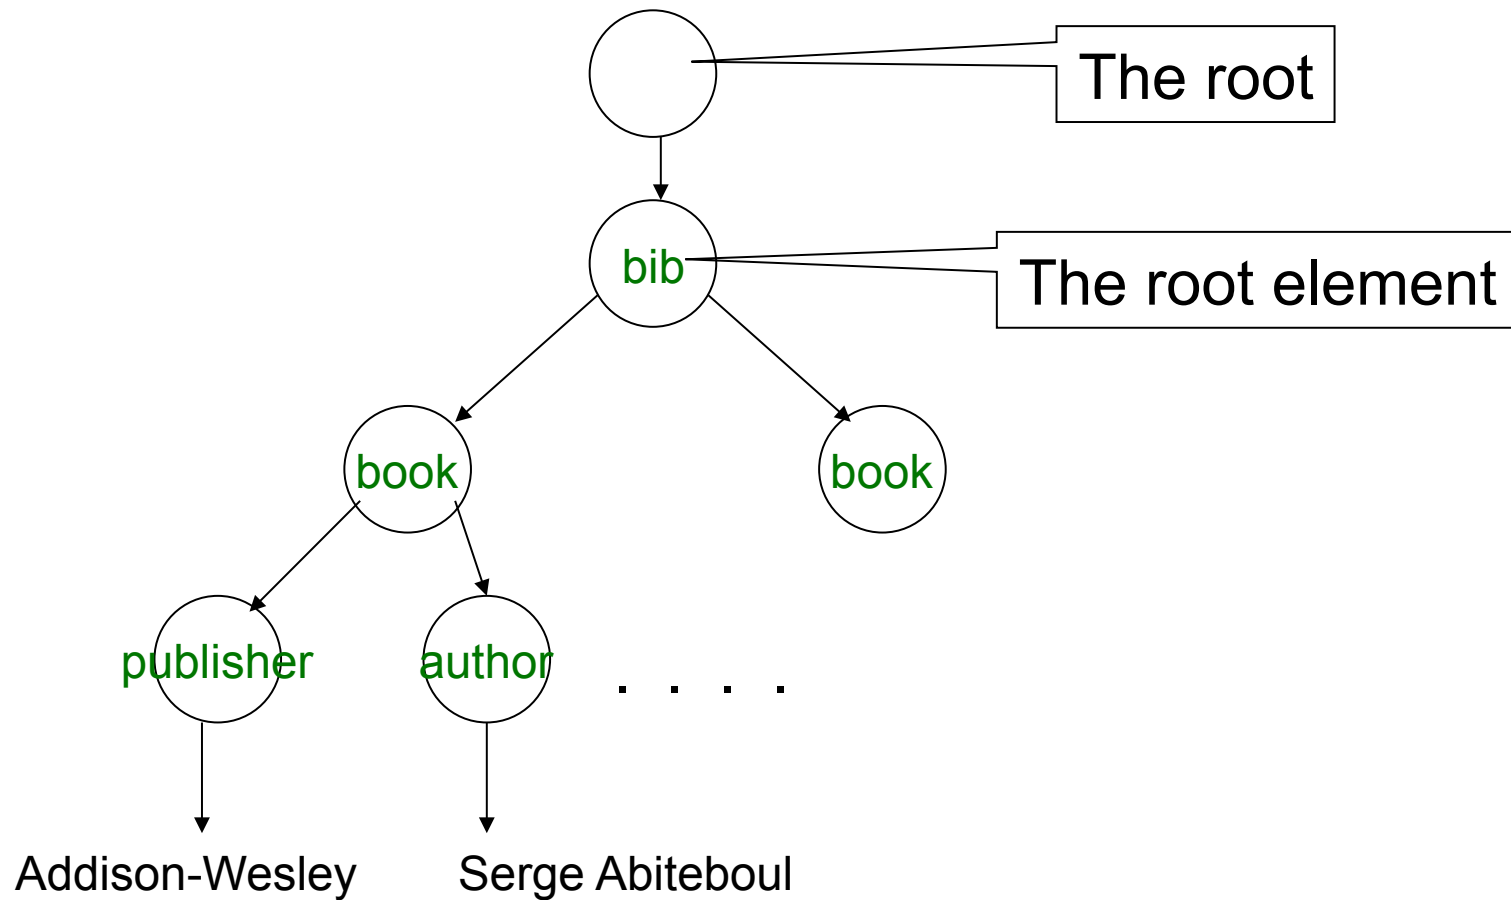 The root
bib
The root element
book
book
publisher
author
. . . .
Addison-Wesley
Serge Abiteboul